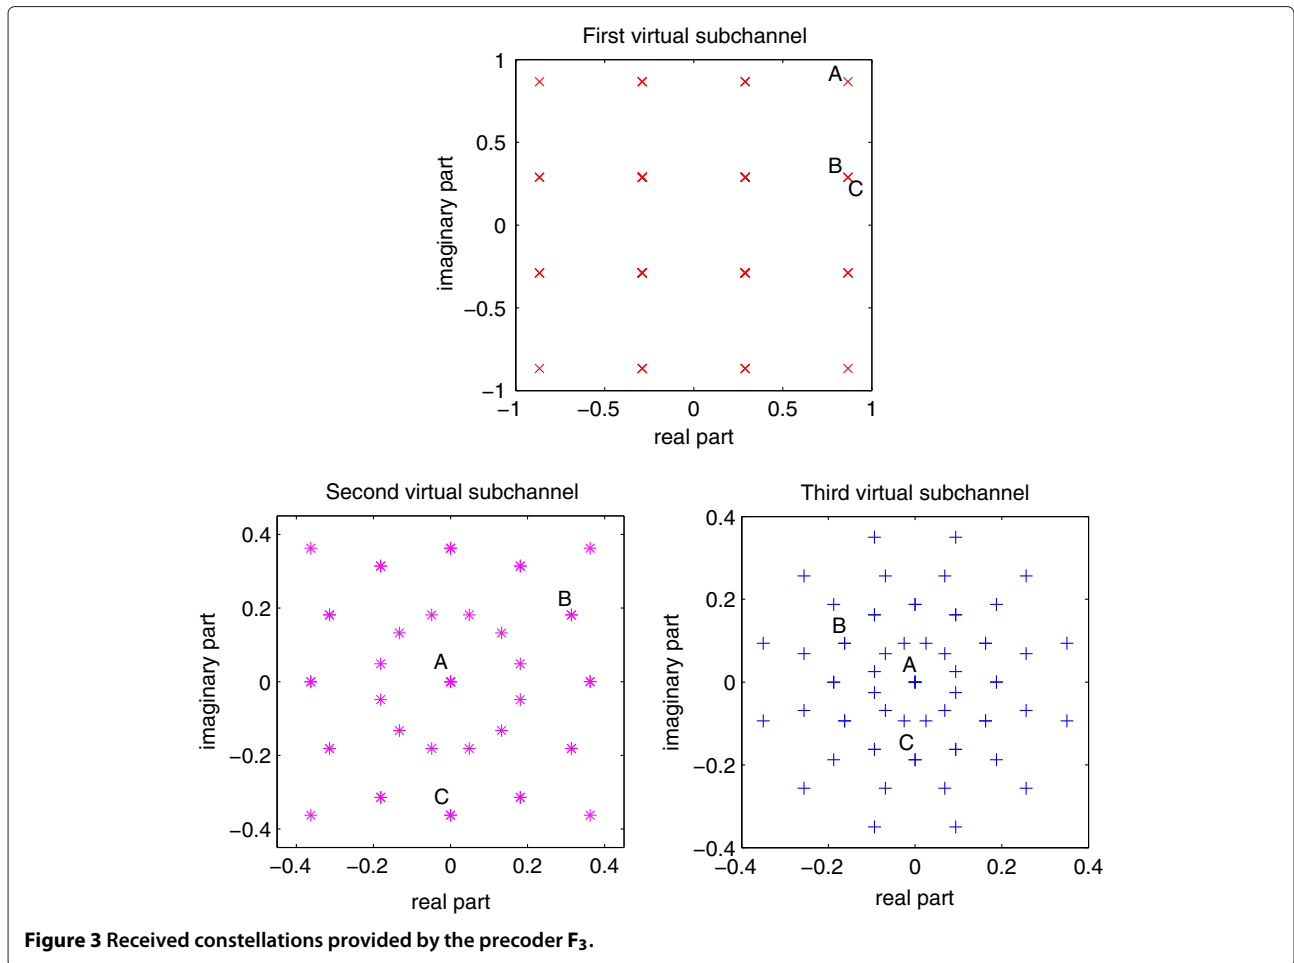 First virtual subchannel
1
0.5
0
−0.5
−1
imaginary part
A
B
C
−1 −0.5 0 0.5 1
real part
Second virtual subchannel
0.4
0.2
0
−0.2
−0.4
imaginary part
B
A
C
−0.4 −0.2 0 0.2 0.4
real part
Third virtual subchannel
0.4
0.2
0
−0.2
−0.4
imaginary part
B
A
C
−0.4 −0.2 0 0.2 0.4
real part
Figure 3 Received constellations provided by the precoder F₃.